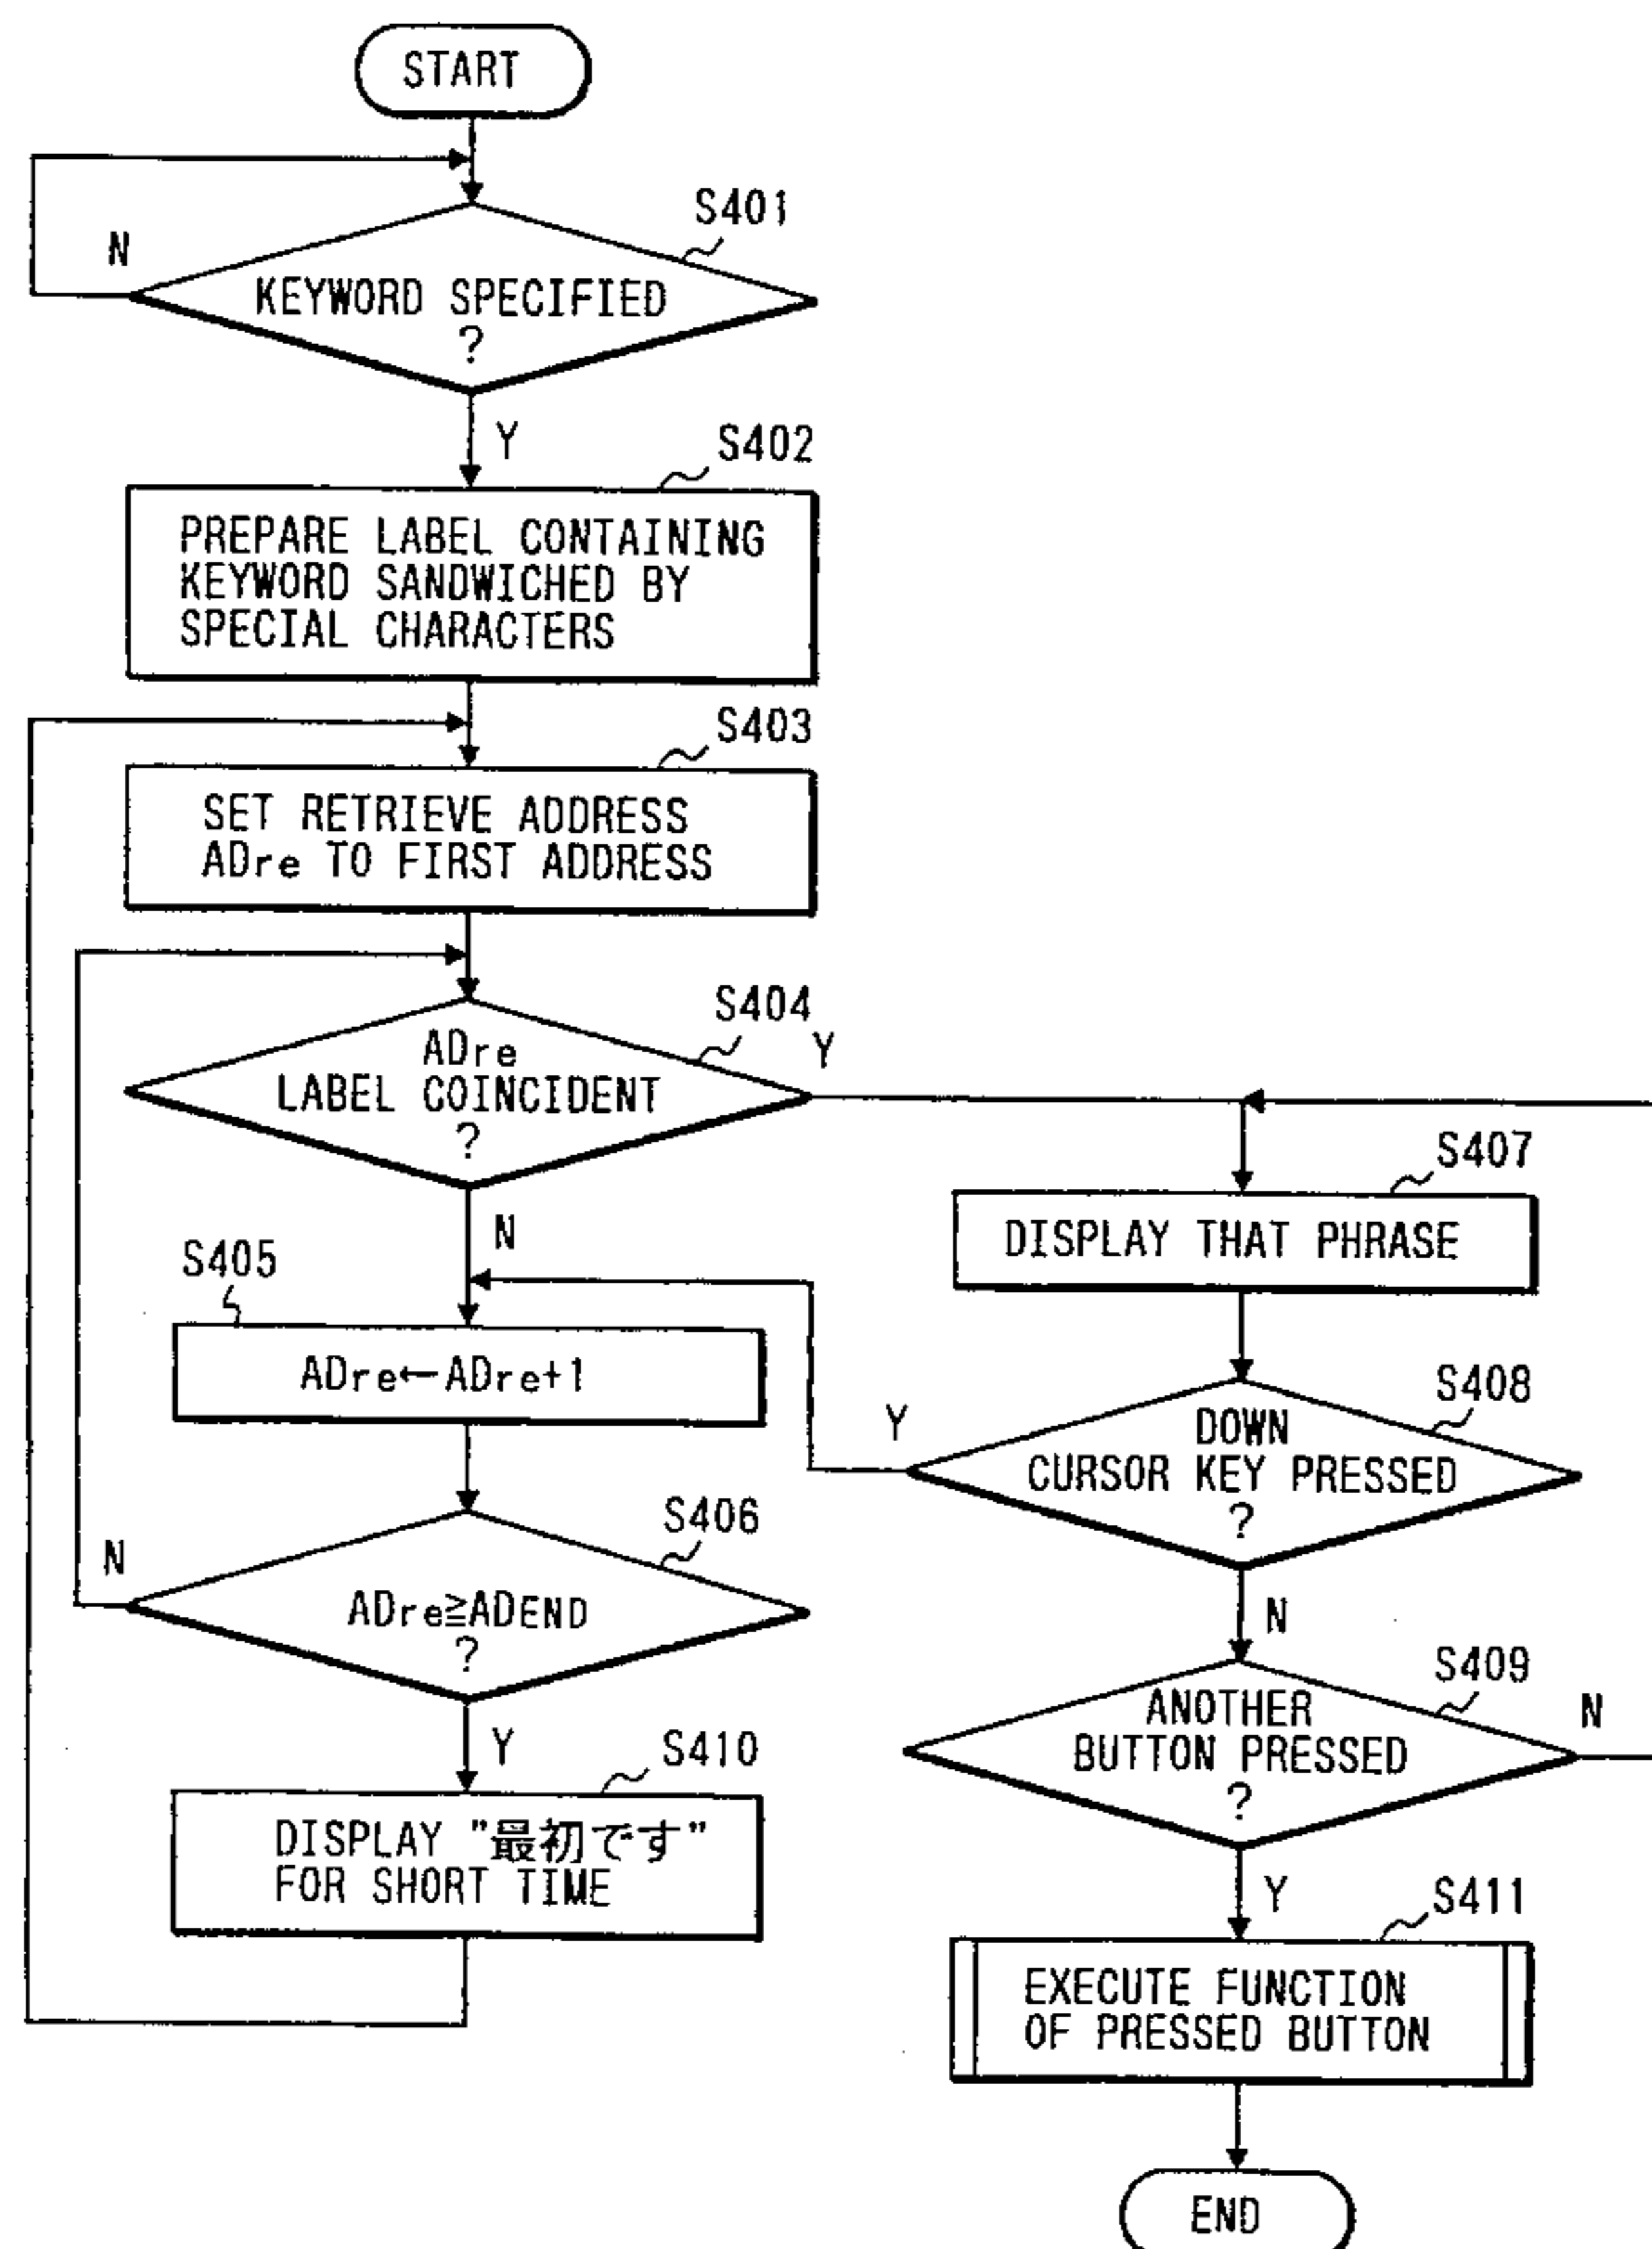 START
S401
N
KEYWORD SPECIFIED
?
Y
S402
PREPARE LABEL CONTAINING
KEYWORD SANDWICHED BY
SPECIAL CHARACTERS
S403
SET RETRIEVE ADDRESS
ADre TO FIRST ADDRESS
S404
Y
ADre
LABEL COINCIDENT
?
N
S405
ADre←ADre+1
S406
N
ADre≧ADEND
?
Y
S410
DISPLAY "最初です"
FOR SHORT TIME
S407
DISPLAY THAT PHRASE
S408
Y
DOWN
CURSOR KEY PRESSED
?
N
S409
N
ANOTHER
BUTTON PRESSED
?
Y
S411
EXECUTE FUNCTION
OF PRESSED BUTTON
END